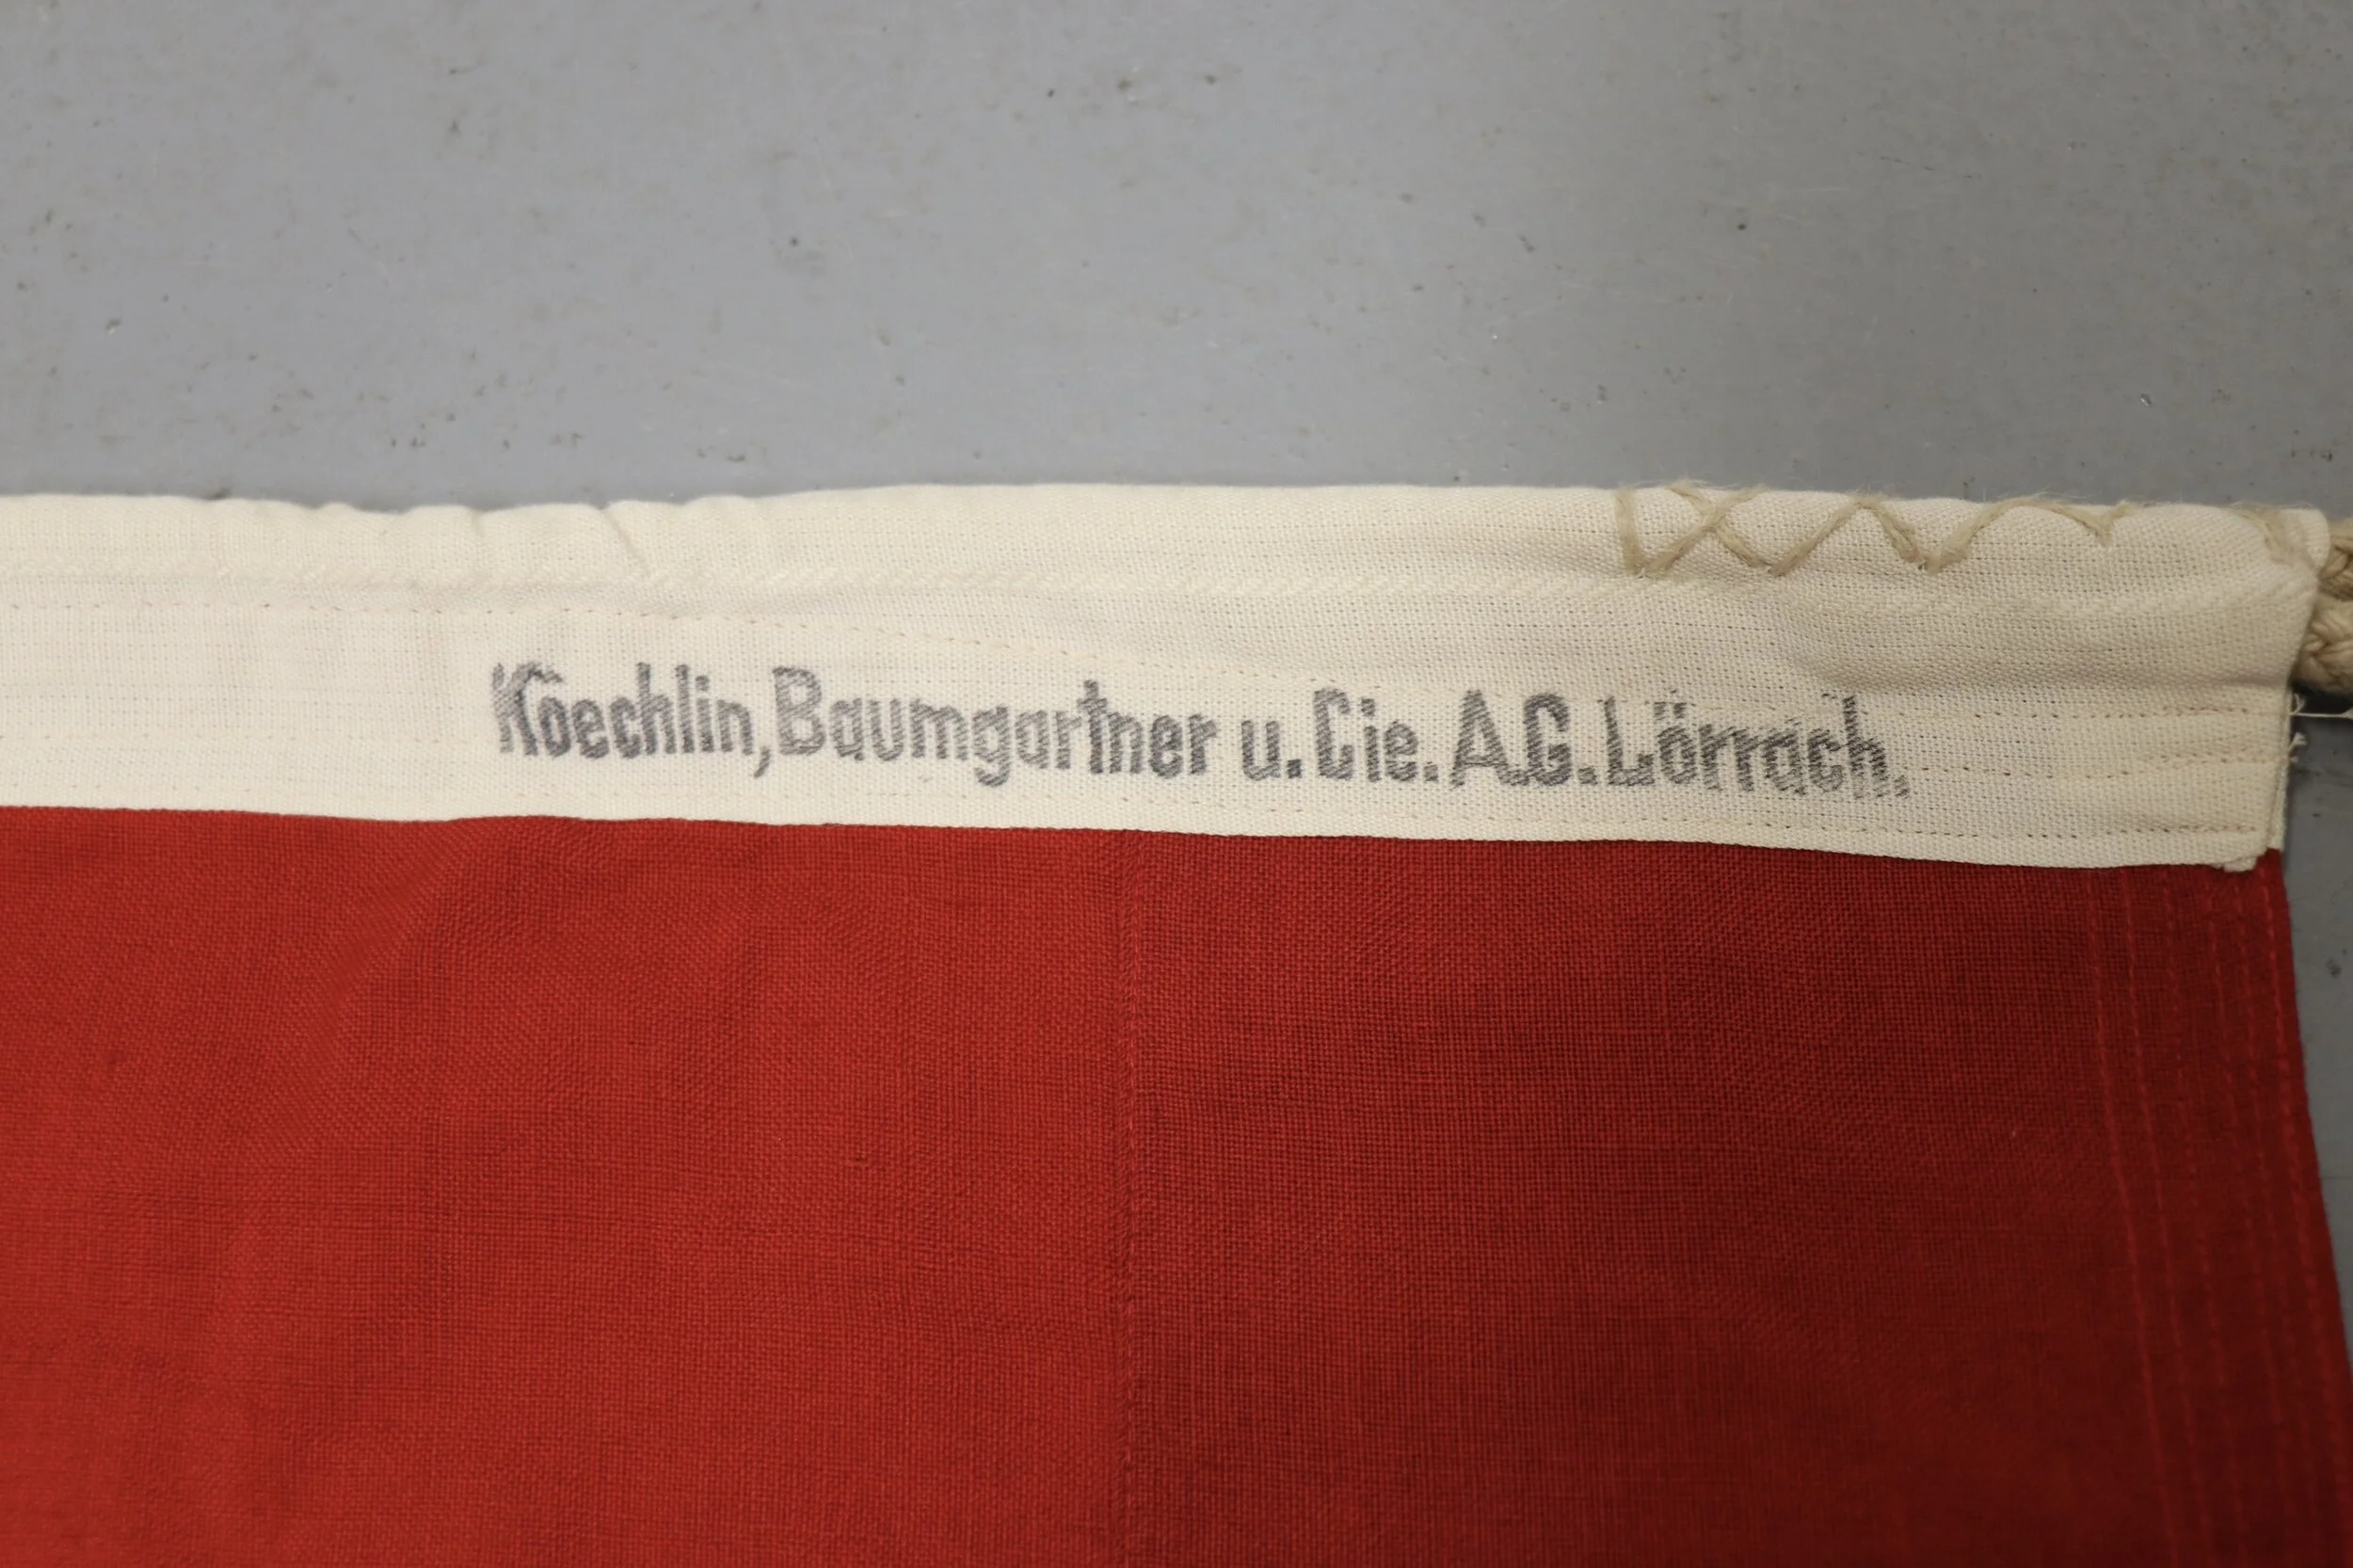 Koechlin, Baumgartner u. Cie. A.G. Lörrach.